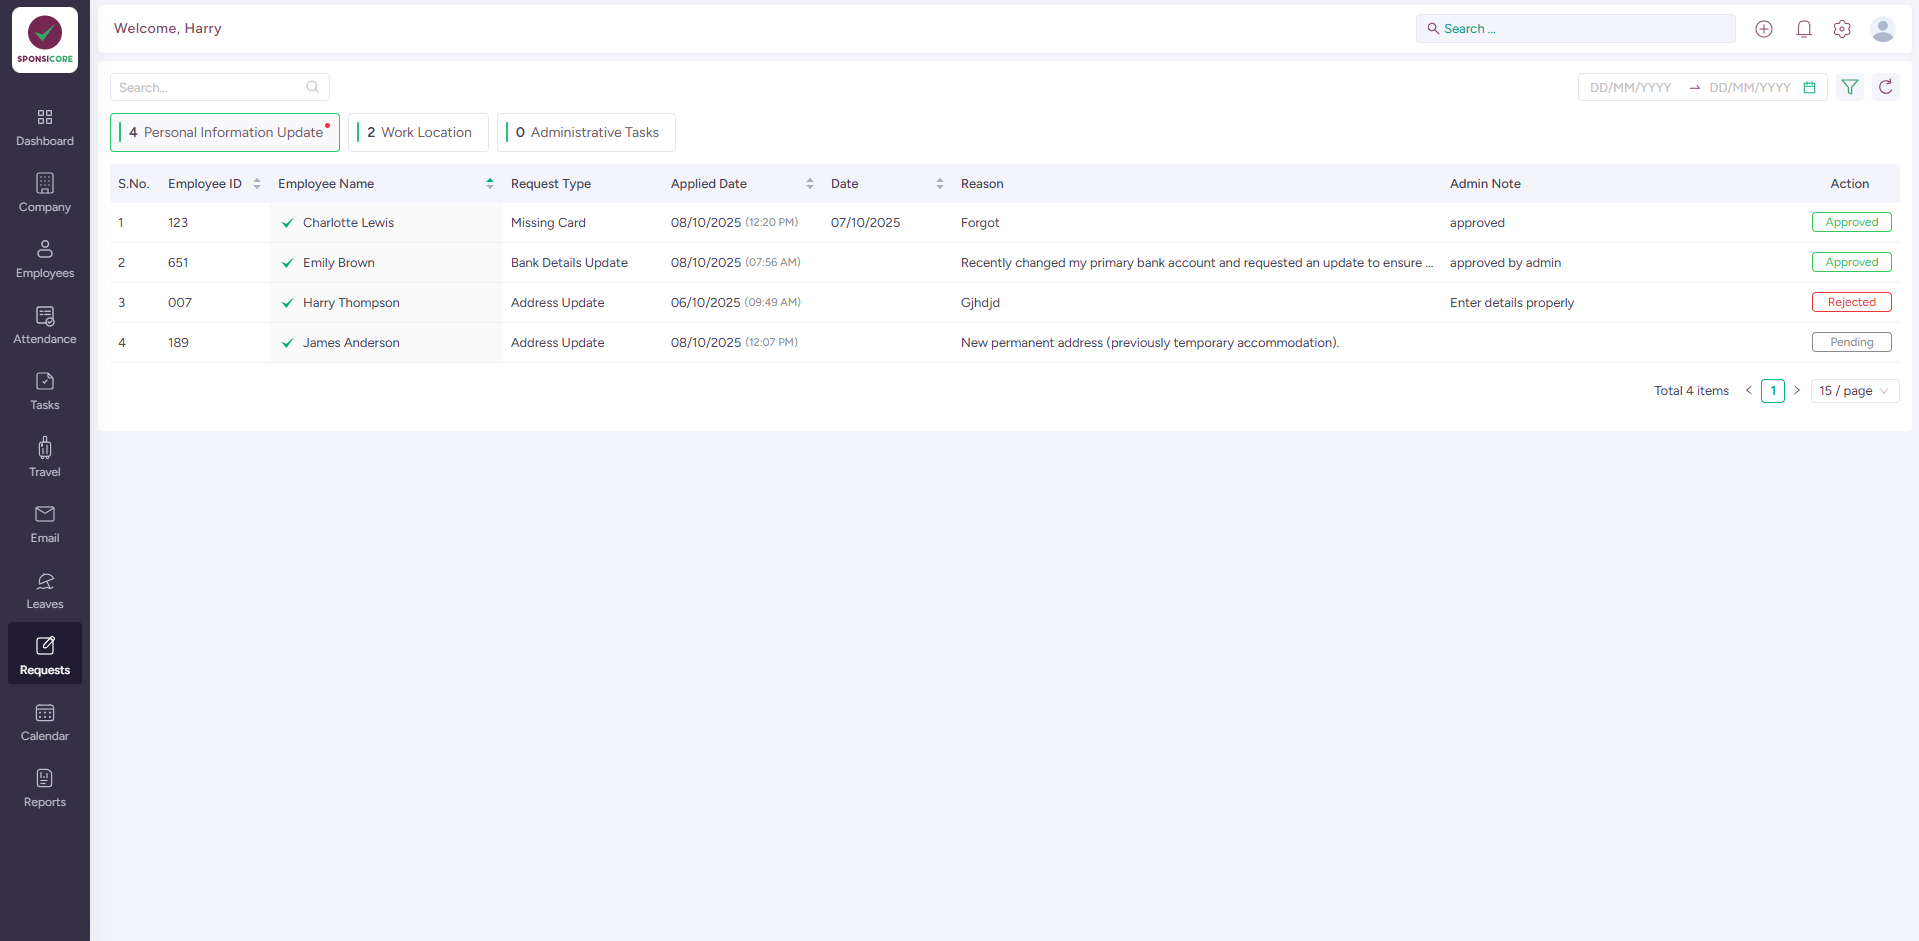 SPONSICORE
Welcome, Harry
Search ...
Dashboard
Company
Employees
Attendance
Tasks
Travel
Email
Leaves
Requests
Calendar
Reports
Search...
DD/MM/YYYY → DD/MM/YYYY
4 Personal Information Update
2 Work Location
0 Administrative Tasks
S.No. Employee ID Employee Name Request Type Applied Date Date Reason Admin Note Action
1 123 Charlotte Lewis Missing Card 08/10/2025 (12:20 PM) 07/10/2025 Forgot approved Approved
2 651 Emily Brown Bank Details Update 08/10/2025 (07:56 AM) Recently changed my primary bank account and requested an update to ensure ... approved by admin Approved
3 007 Harry Thompson Address Update 06/10/2025 (09:49 AM) Gjhdjd Enter details properly Rejected
4 189 James Anderson Address Update 08/10/2025 (12:07 PM) New permanent address (previously temporary accommodation). Pending
Total 4 items < 1 > 15 / page